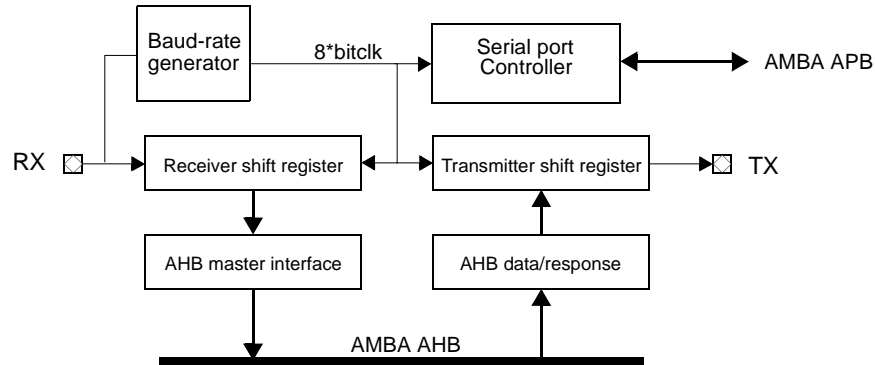 Baud-rate
generator
8*bitclk
Serial port
Controller
AMBA APB
RX
Receiver shift register
Transmitter shift register
TX
AHB master interface
AHB data/response
AMBA AHB